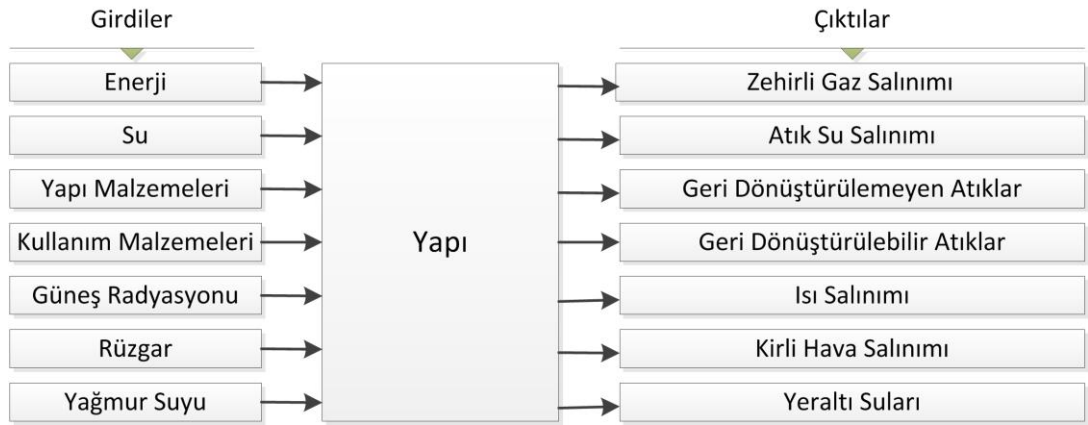 Girdiler
Çıktılar
Enerji
Zehirli Gaz Salınımı
Su
Atık Su Salınımı
Yapı Malzemeleri
Geri Dönüştürülemeyen Atıklar
Kullanım Malzemeleri
Yapı
Geri Dönüştürülebilir Atıklar
Güneş Radyasyonu
Isı Salınımı
Rüzgar
Kirli Hava Salınımı
Yağmur Suyu
Yeraltı Suları